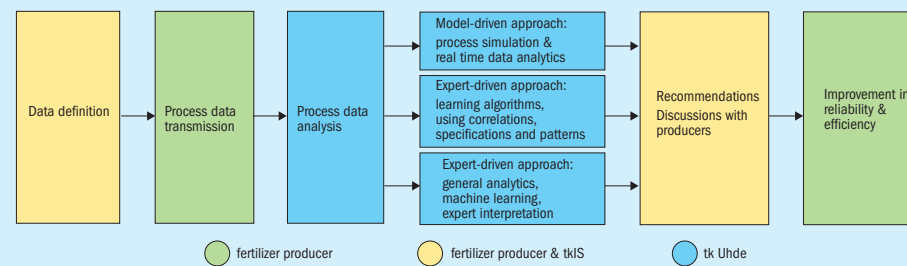 Data definition
Process data
transmission
Process data
analysis
Model-driven approach:
process simulation &
real time data analytics
Expert-driven approach:
learning algorithms,
using correlations,
specifications and patterns
Expert-driven approach:
general analytics,
machine learning,
expert interpretation
Recommendations
Discussions with
producers
Improvement in
reliability &
efficiency
fertilizer producer
fertilizer producer & tkIS
tk Uhde